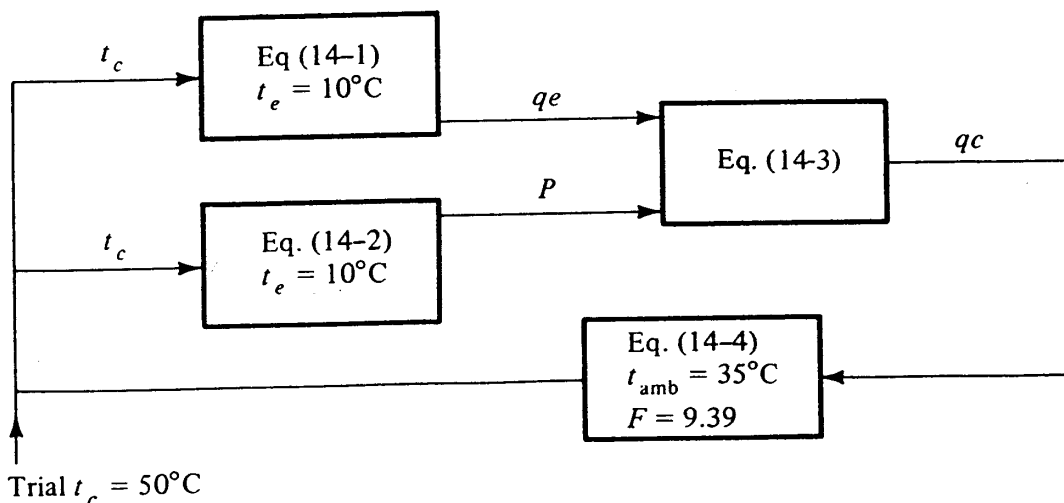 t_c
Eq (14–1)
t_e = 10°C
qe
Eq. (14-3)
qc
P
t_c
Eq. (14–2)
t_e = 10°C
Eq. (14–4)
t_amb = 35°C
F = 9.39
Trial t_c = 50°C